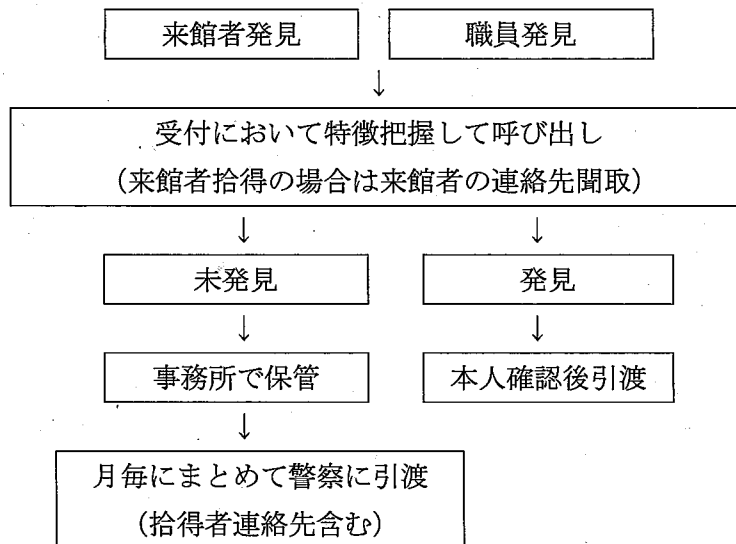 来館者発見
職員発見
↓
受付において特徴把握して呼び出し
(来館者拾得の場合は来館者の連絡先聞取)
↓ ↓
未発見
発見
↓ ↓
事務所で保管
本人確認後引渡
↓
月毎にまとめて警察に引渡
(拾得者連絡先含む)